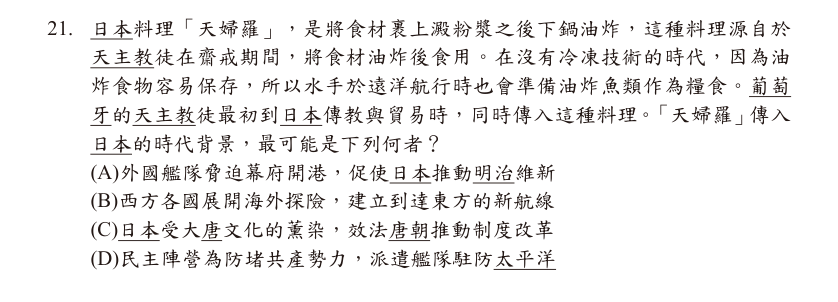 21. 日本料理「天婦羅」，是將食材裹上澱粉漿之後下鍋油炸，這種料理源自於
天主教徒在齋戒期間，將食材油炸後食用。在沒有冷凍技術的時代，因為油
炸食物容易保存，所以水手於遠洋航行時也會準備油炸魚類作為糧食。葡萄
牙的天主教徒最初到日本傳教與貿易時，同時傳入這種料理。「天婦羅」傳入
日本的時代背景，最可能是下列何者？
(A)外國艦隊脅迫幕府開港，促使日本推動明治維新
(B)西方各國展開海外探險，建立到達東方的新航線
(C)日本受大唐文化的薰染，效法唐朝推動制度改革
(D)民主陣營為防堵共產勢力，派遣艦隊駐防太平洋